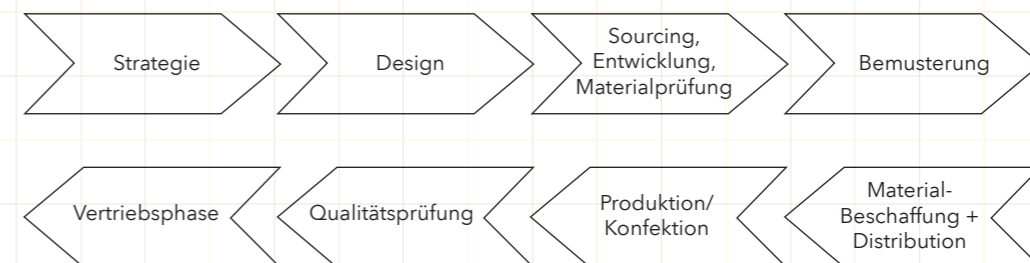 Strategie
Design
Sourcing,
Entwicklung,
Materialprüfung
Bemusterung
Vertriebsphase
Qualitätsprüfung
Produktion/
Konfektion
Material-
Beschaffung +
Distribution